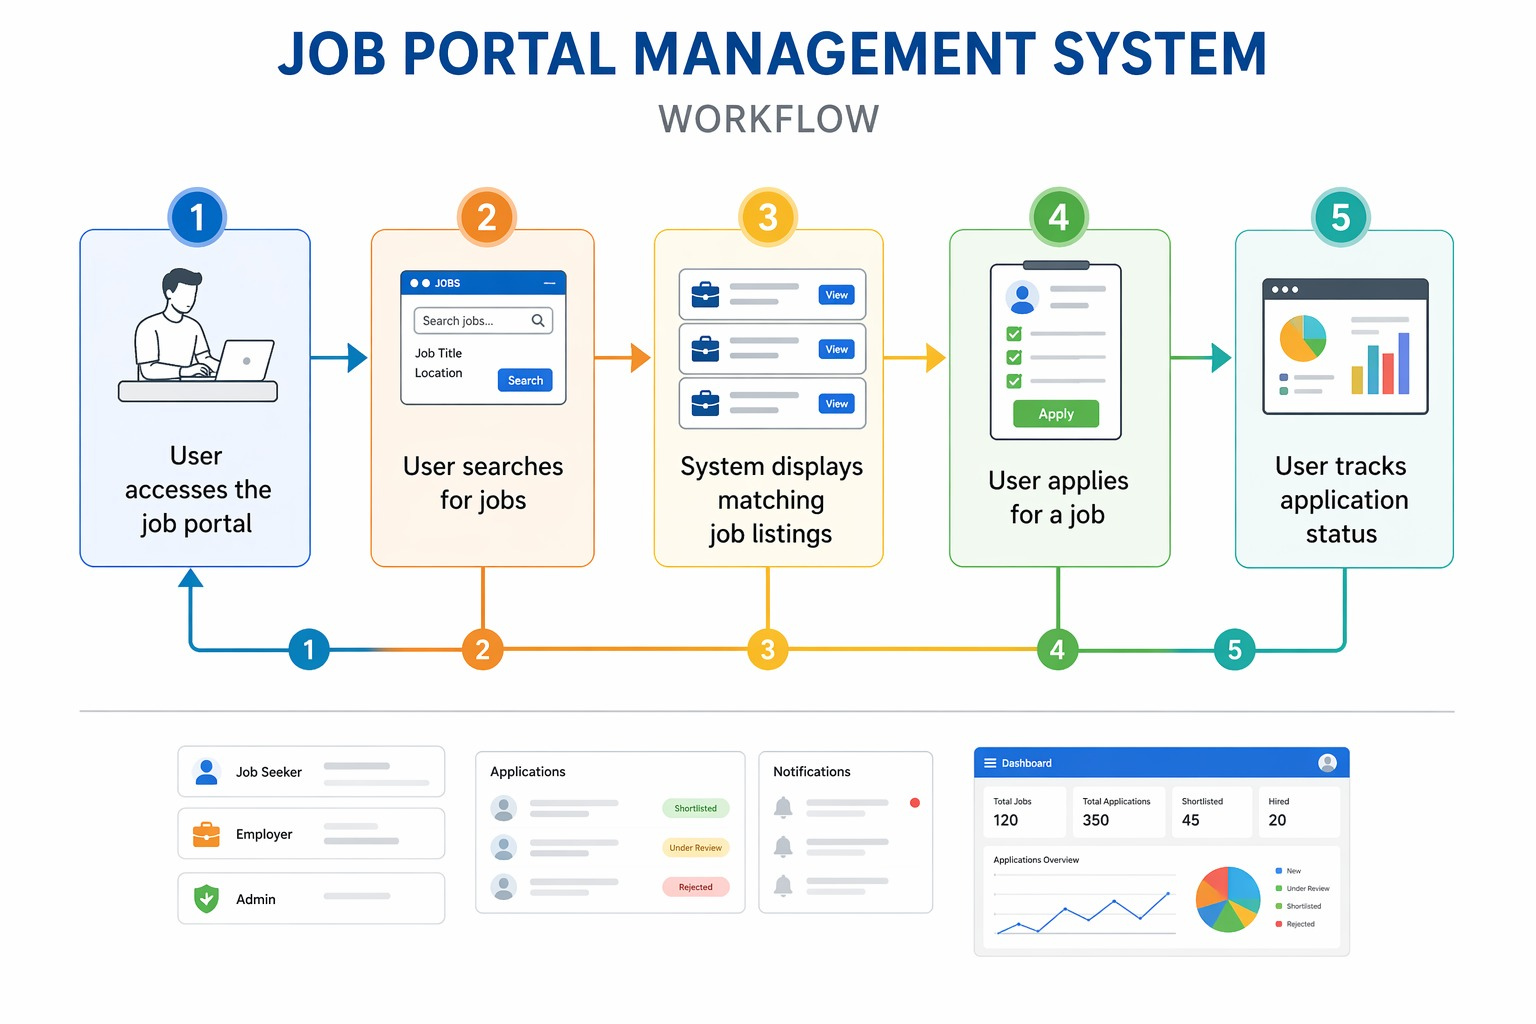 JOB PORTAL MANAGEMENT SYSTEM
WORKFLOW
1
2
3
4
5
JOBS
Search jobs...
Job Title
Location
Search
View
View
View
Apply
User
accesses the
job portal
User searches
for jobs
System displays
matching
job listings
User applies
for a job
User tracks
application
status
1
2
3
4
5
Job Seeker
Employer
Admin
Applications
Shortlisted
Under Review
Rejected
Notifications
Dashboard
Total Jobs
120
Total Applications
350
Shortlisted
45
Hired
20
Applications Overview
New
Under Review
Shortlisted
Rejected